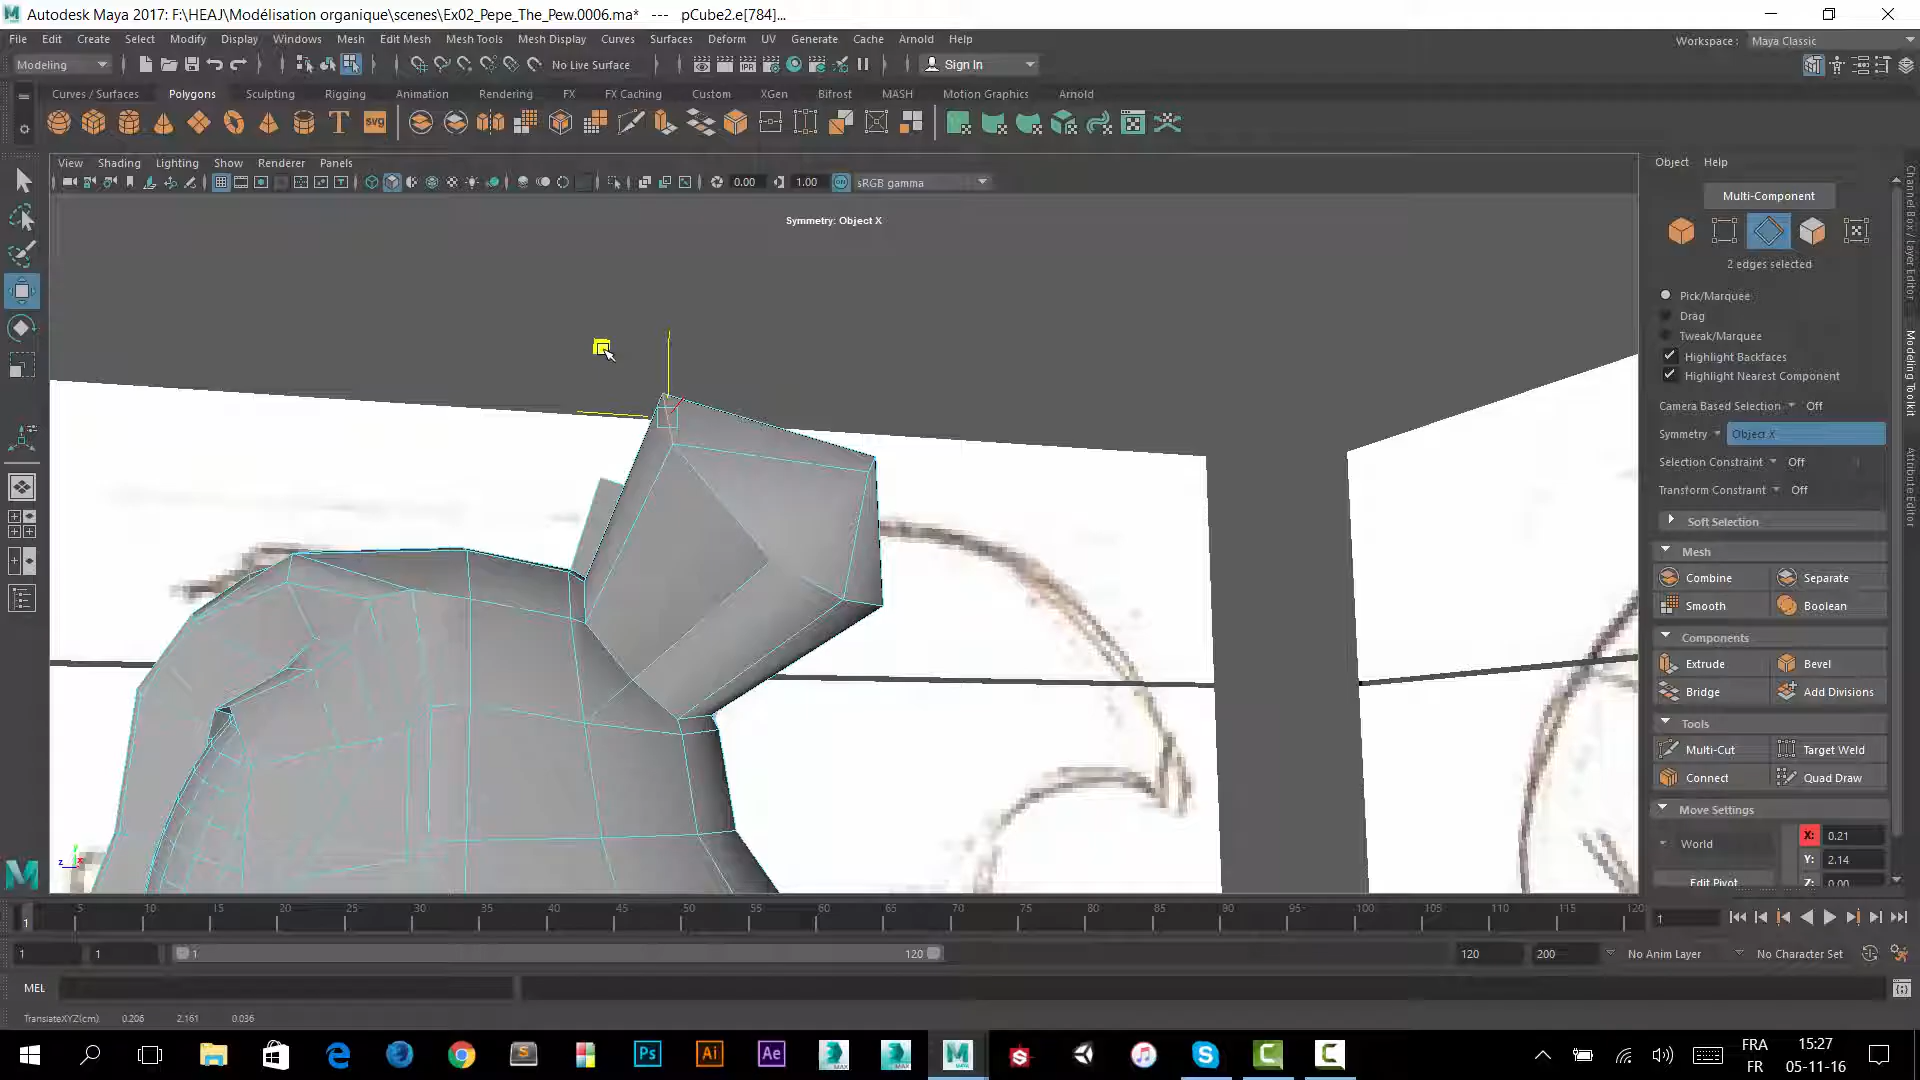 Autodesk Maya 2017: F:\HEAJ\Modélisation organique\scenes\Ex02_Pepe_The_Pew.0006.ma*   ---   pCube2.e[784]...
File Edit Create Select Modify Display Windows Mesh Edit Mesh Mesh Tools Mesh Display Curves Surfaces Deform UV Generate Cache Arnold Help
Workspace : Maya Classic
Modeling No Live Surface Sign In
Curves / Surfaces Polygons Sculpting Rigging Animation Rendering FX FX Caching Custom XGen Bifrost MASH Motion Graphics Arnold
View Shading Lighting Show Renderer Panels
0.00 1.00 sRGB gamma
Symmetry: Object X
Object Help
Multi-Component
2 edges selected
Pick/Marquee
Drag
Tweak/Marquee
Highlight Backfaces
Highlight Nearest Component
Camera Based Selection Off
Symmetry Object X
Selection Constraint Off
Transform Constraint Off
Soft Selection
Mesh
Combine Separate
Smooth Boolean
Components
Extrude Bevel
Bridge Add Divisions
Tools
Multi-Cut Target Weld
Connect Quad Draw
Move Settings
World X: 0.21
Y: 2.14
Edit Pivot Z: 0.00
Channel Box / Layer Editor
Modeling Toolkit
Attribute Editor
1 5 10 15 20 25 30 35 40 45 50 55 60 65 70 75 80 85 90 95 100 105 110 115 120 1
1 1 1 120 120 200 No Anim Layer No Character Set
MEL
TranslateXYZ(cm) 0.206 2.161 0.036
FRA 15:27
FR 05-11-16